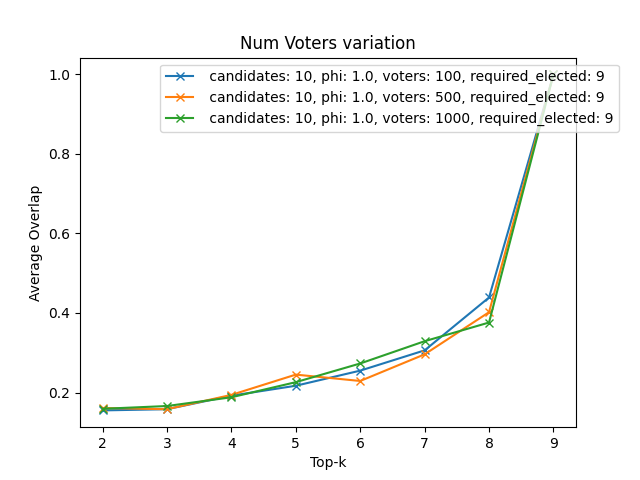 Num Voters variation
candidates: 10, phi: 1.0, voters: 100, required_elected: 9
candidates: 10, phi: 1.0, voters: 500, required_elected: 9
candidates: 10, phi: 1.0, voters: 1000, required_elected: 9
Average Overlap
1.0
0.8
0.6
0.4
0.2
2 3 4 5 6 7 8 9
Top-k